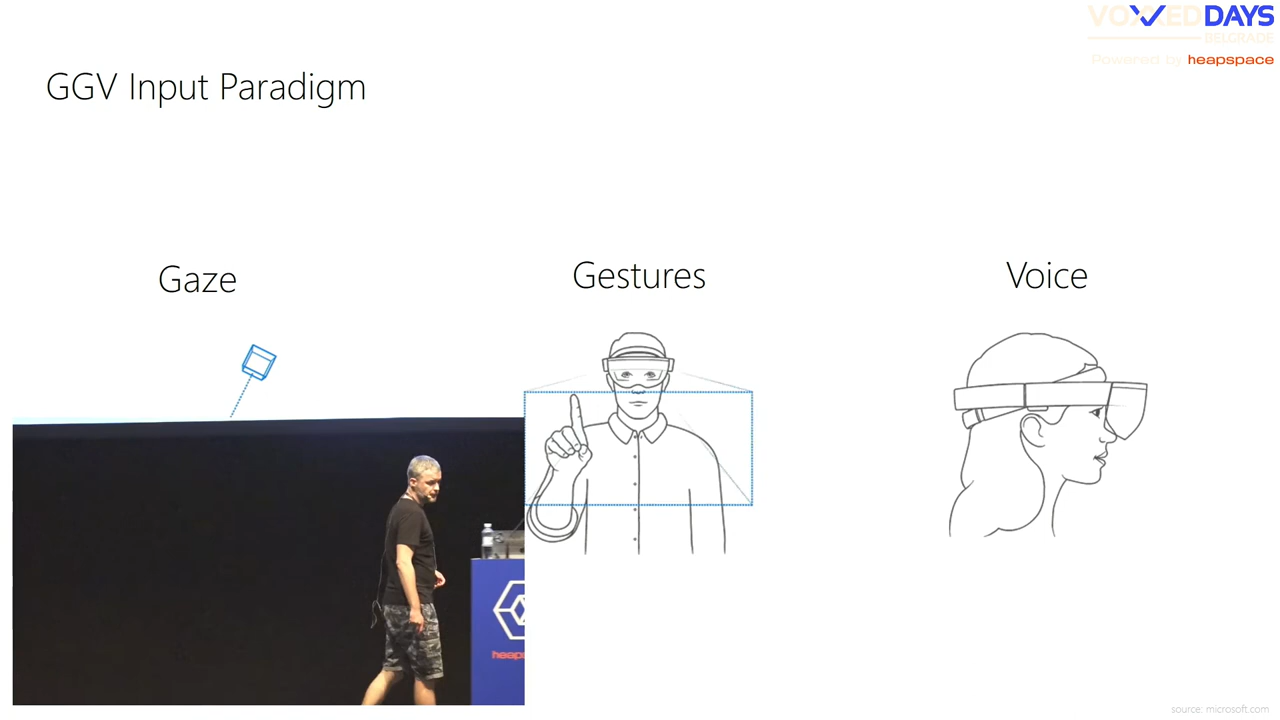 VOXXED DAYS
BELGRADE
Powered by heapspace
GGV Input Paradigm
Gaze
Gestures
Voice
source: microsoft.com